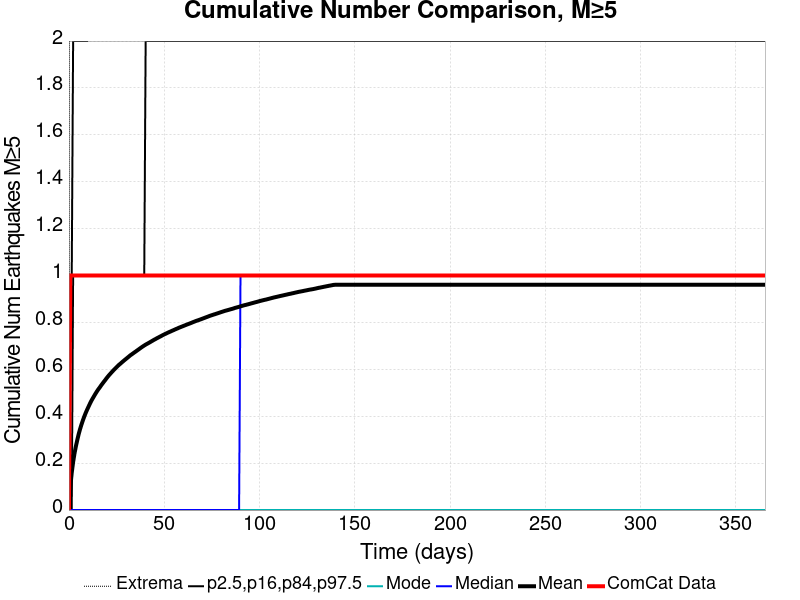 Cumulative Number Comparison, M≥5
Cumulative Num Earthquakes M≥5
2
1.8
1.6
1.4
1.2
1
0.8
0.6
0.4
0.2
0
0 50 100 150 200 250 300 350
Time (days)
Extrema p2.5,p16,p84,p97.5 Mode Median Mean ComCat Data